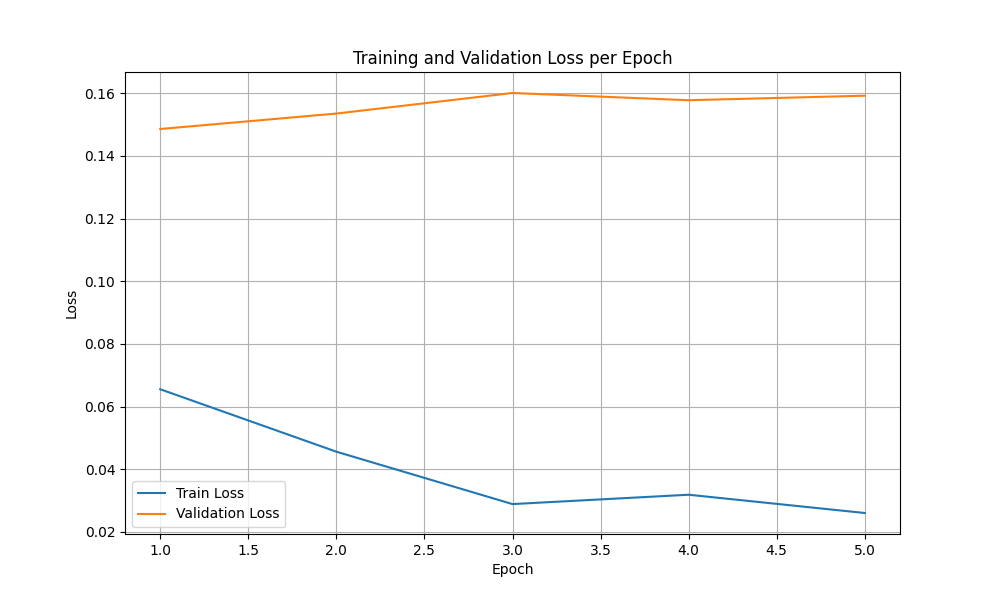 Training and Validation Loss per Epoch
Loss
0.16
0.14
0.12
0.10
0.08
0.06
0.04
0.02
Train Loss
Validation Loss
1.0 1.5 2.0 2.5 3.0 3.5 4.0 4.5 5.0
Epoch